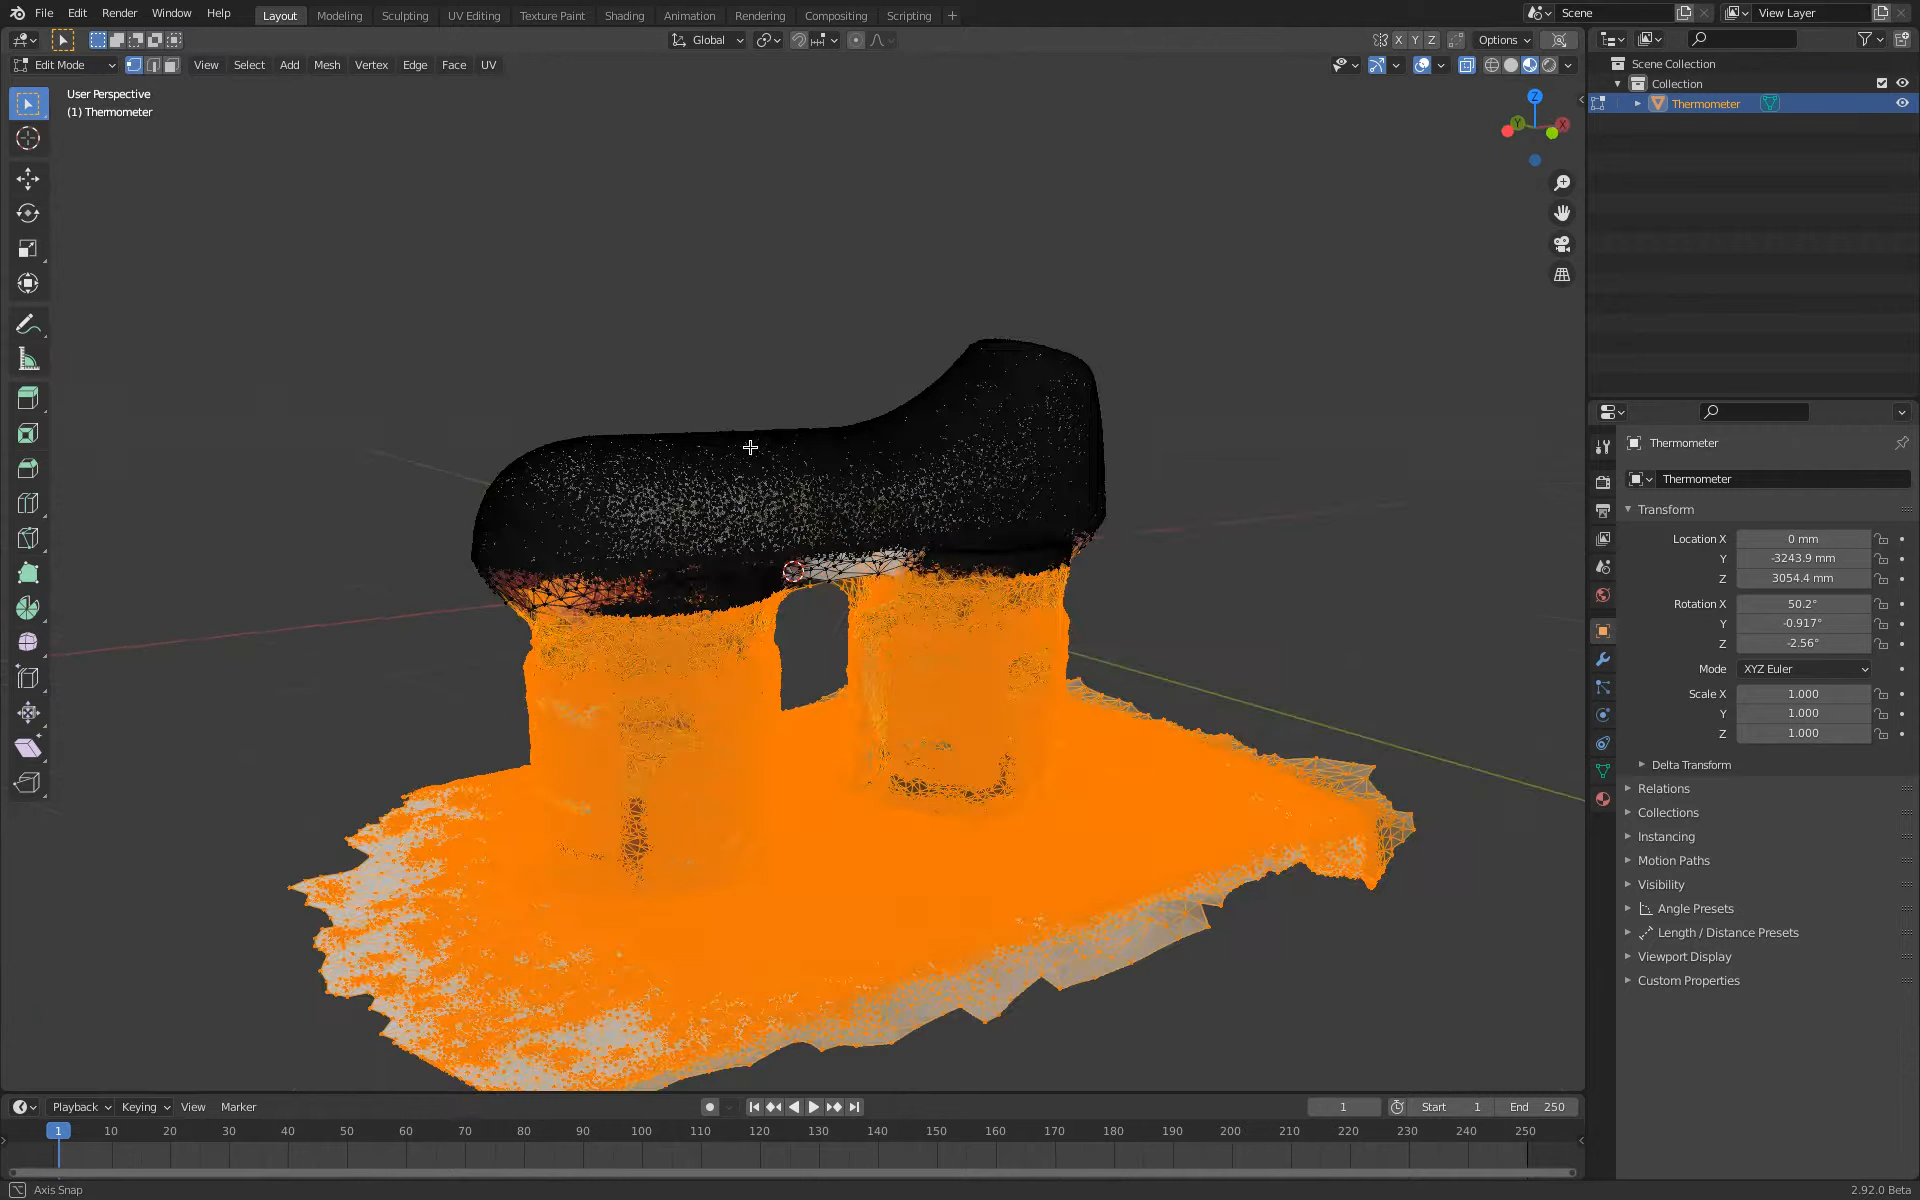 File Edit Render Window Help Layout Modeling Sculpting UV Editing Texture Paint Shading Animation Rendering Compositing Scripting + Scene View Layer
Global X Y Z Options
Edit Mode View Select Add Mesh Vertex Edge Face UV
User Perspective
(1) Thermometer
Z
Y
X
Scene Collection
Collection
Thermometer
Thermometer
Thermometer
Transform
Location X 0 mm
Y -3243.9 mm
Z 3054.4 mm
Rotation X 50.2°
Y -0.917°
Z -2.56°
Mode XYZ Euler
Scale X 1.000
Y 1.000
Z 1.000
Delta Transform
Relations
Collections
Instancing
Motion Paths
Visibility
Angle Presets
Length / Distance Presets
Viewport Display
Custom Properties
Playback Keying View Marker 1 Start 1 End 250
1 10 20 30 40 50 60 70 80 90 100 110 120 130 140 150 160 170 180 190 200 210 220 230 240 250
Axis Snap
2.92.0 Beta